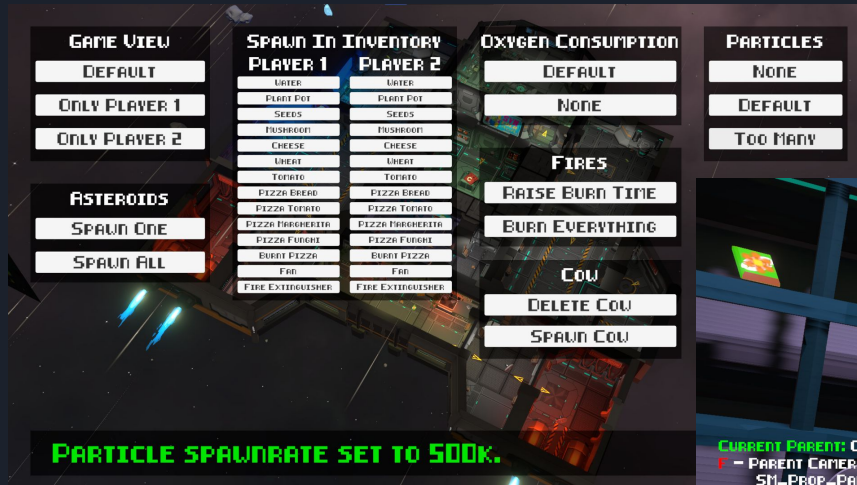 Game View
Default
Only Player 1
Only Player 2
Asteroids
Spawn One
Spawn All
Spawn In Inventory
Player 1 Player 2
Water Water
Plant Pot Plant Pot
Seeds Seeds
Mushroom Mushroom
Cheese Cheese
Wheat Wheat
Tomato Tomato
Pizza Bread Pizza Bread
Pizza Tomato Pizza Tomato
Pizza Margherita Pizza Margherita
Pizza Funghi Pizza Funghi
Burnt Pizza Burnt Pizza
Fan Fan
Fire Extinguisher Fire Extinguisher
Oxygen Consumption
Default
None
Fires
Raise Burn Time
Burn Everything
Cow
Delete Cow
Spawn Cow
Particles
None
Default
Too Many
Particle spawnrate set to 500k.
Current Parent:
- Parent